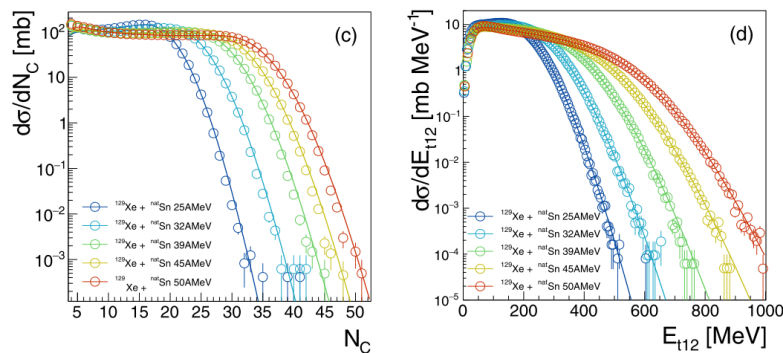 dσ/dN_C [mb]
10²
10
1
10⁻¹
10⁻²
10⁻³
(c)
¹²⁹Xe + ⁿᵃᵗSn 25AMeV
¹²⁹Xe + ⁿᵃᵗSn 32AMeV
¹²⁹Xe + ⁿᵃᵗSn 39AMeV
¹²⁹Xe + ⁿᵃᵗSn 45AMeV
¹²⁹Xe + ⁿᵃᵗSn 50AMeV
5 10 15 20 25 30 35 40 45 50
N_C
dσ/dE_t12 [mb MeV⁻¹]
10
1
10⁻¹
10⁻²
10⁻³
10⁻⁴
10⁻⁵
(d)
¹²⁹Xe + ⁿᵃᵗSn 25AMeV
¹²⁹Xe + ⁿᵃᵗSn 32AMeV
¹²⁹Xe + ⁿᵃᵗSn 39AMeV
¹²⁹Xe + ⁿᵃᵗSn 45AMeV
¹²⁹Xe + ⁿᵃᵗSn 50AMeV
0 200 400 600 800 1000
E_t12 [MeV]